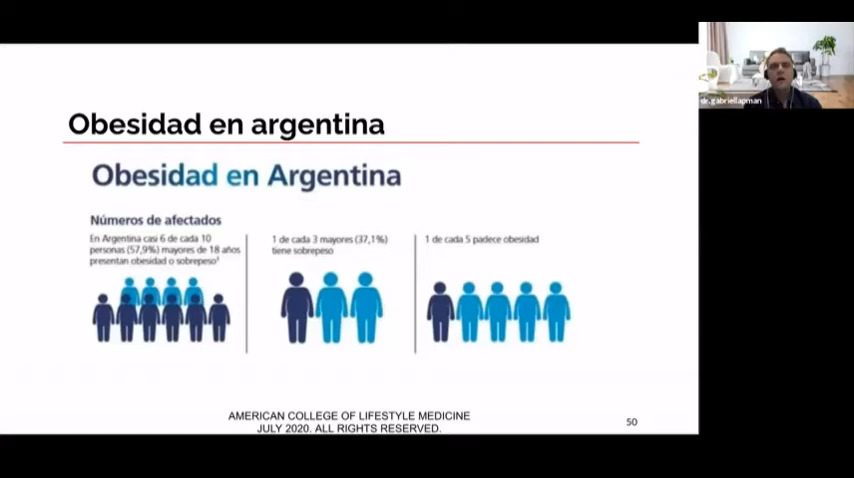 Obesidad en argentina
Obesidad en Argentina
Números de afectados
En Argentina casi 6 de cada 10
personas (57,9%) mayores de 18 años
presentan obesidad o sobrepeso¹
1 de cada 3 mayores (37,1%)
tiene sobrepeso
1 de cada 5 padece obesidad
AMERICAN COLLEGE OF LIFESTYLE MEDICINE
JULY 2020. ALL RIGHTS RESERVED.
50
dr.gabriellapman